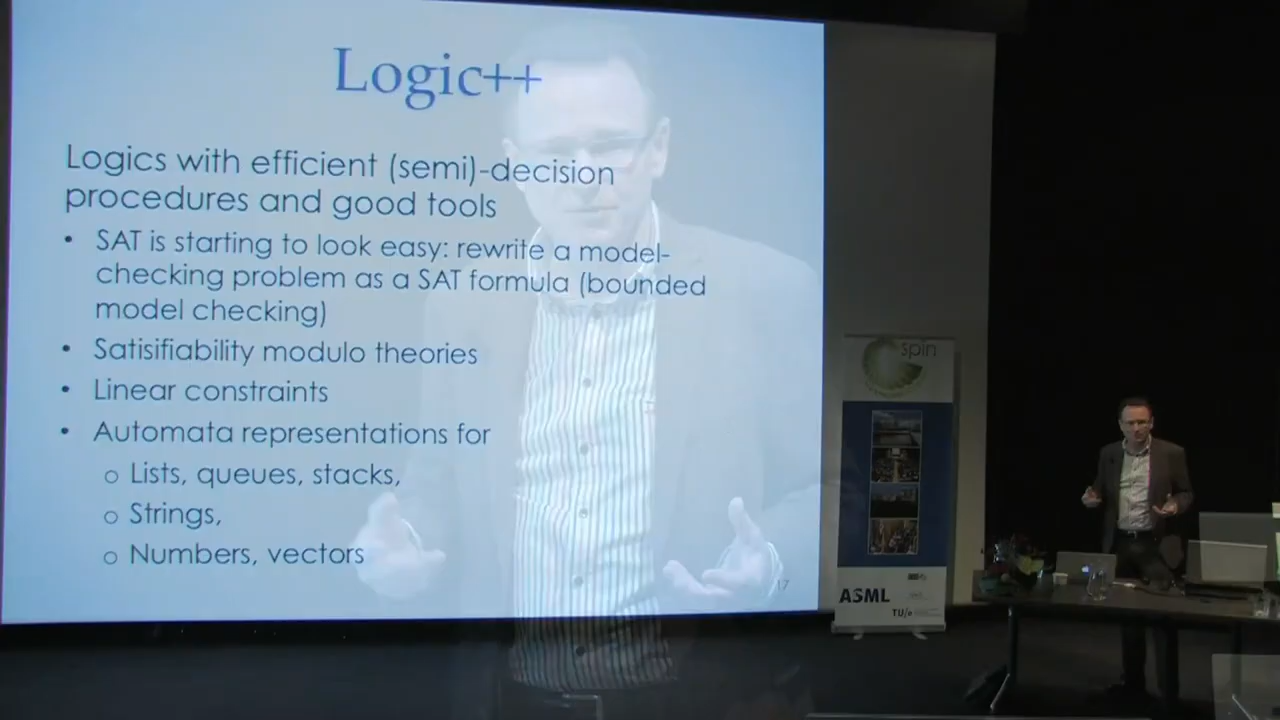 Logic++
Logics with efficient (semi)-decision
procedures and good tools
• SAT is starting to look easy: rewrite a model-
checking problem as a SAT formula (bounded
model checking)
• Satisifiability modulo theories
• Linear constraints
• Automata representations for
o Lists, queues, stacks,
o Strings,
o Numbers, vectors
17
spin
ASML
TU/e